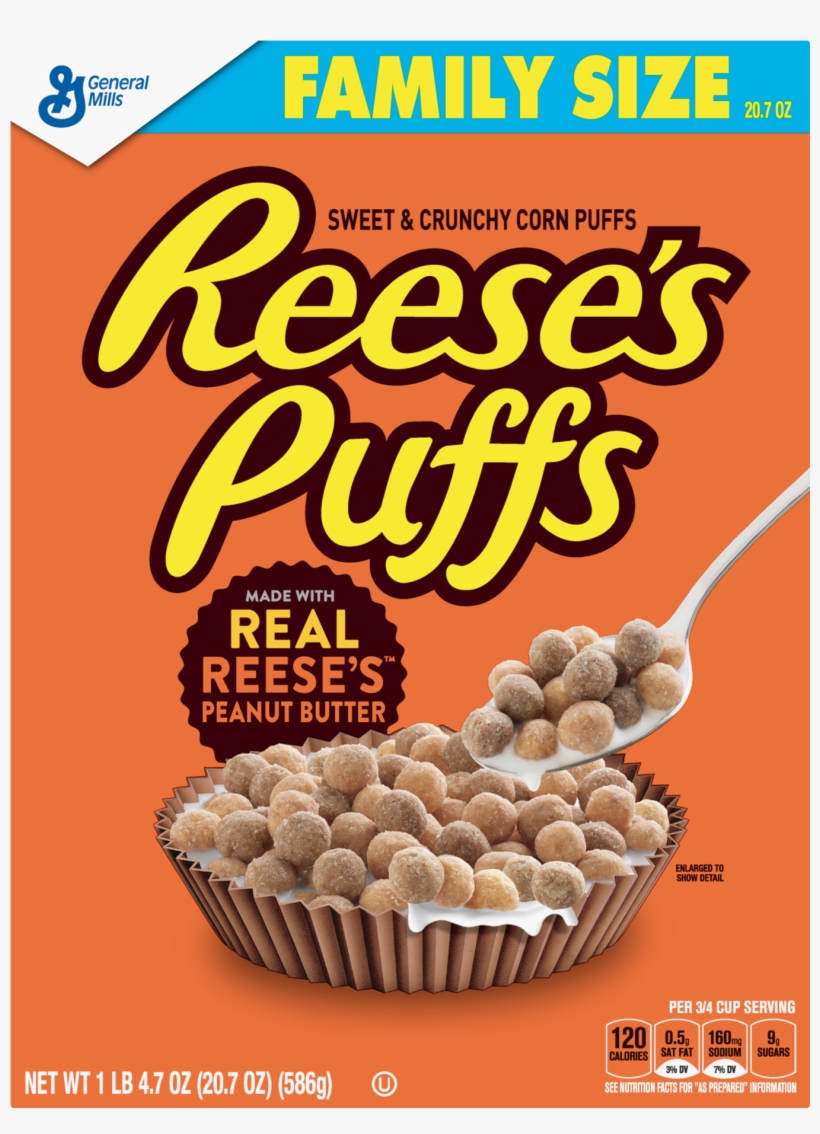 General
Mills
FAMILY SIZE
20.7 OZ
SWEET & CRUNCHY CORN PUFFS
Reese's
Puffs
MADE WITH
REAL
REESE'S™
PEANUT BUTTER
ENLARGED TO
SHOW DETAIL
PER 3/4 CUP SERVING
120
CALORIES
3% DV
0.5g
SAT FAT
160mg
SODIUM
7% DV
9g
SUGARS
SEE NUTRITION FACTS FOR "AS PREPARED" INFORMATION
NET WT 1 LB 4.7 OZ (20.7 OZ) (586g)
U